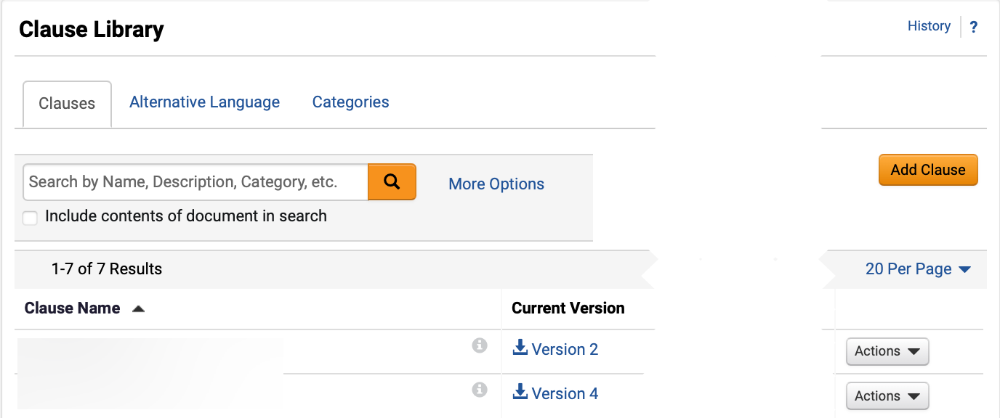 Clause Library
History ?
Clauses Alternative Language Categories
Search by Name, Description, Category, etc. More Options Add Clause
Include contents of document in search
1-7 of 7 Results 20 Per Page
Clause Name Current Version
Version 2 Actions
Version 4 Actions